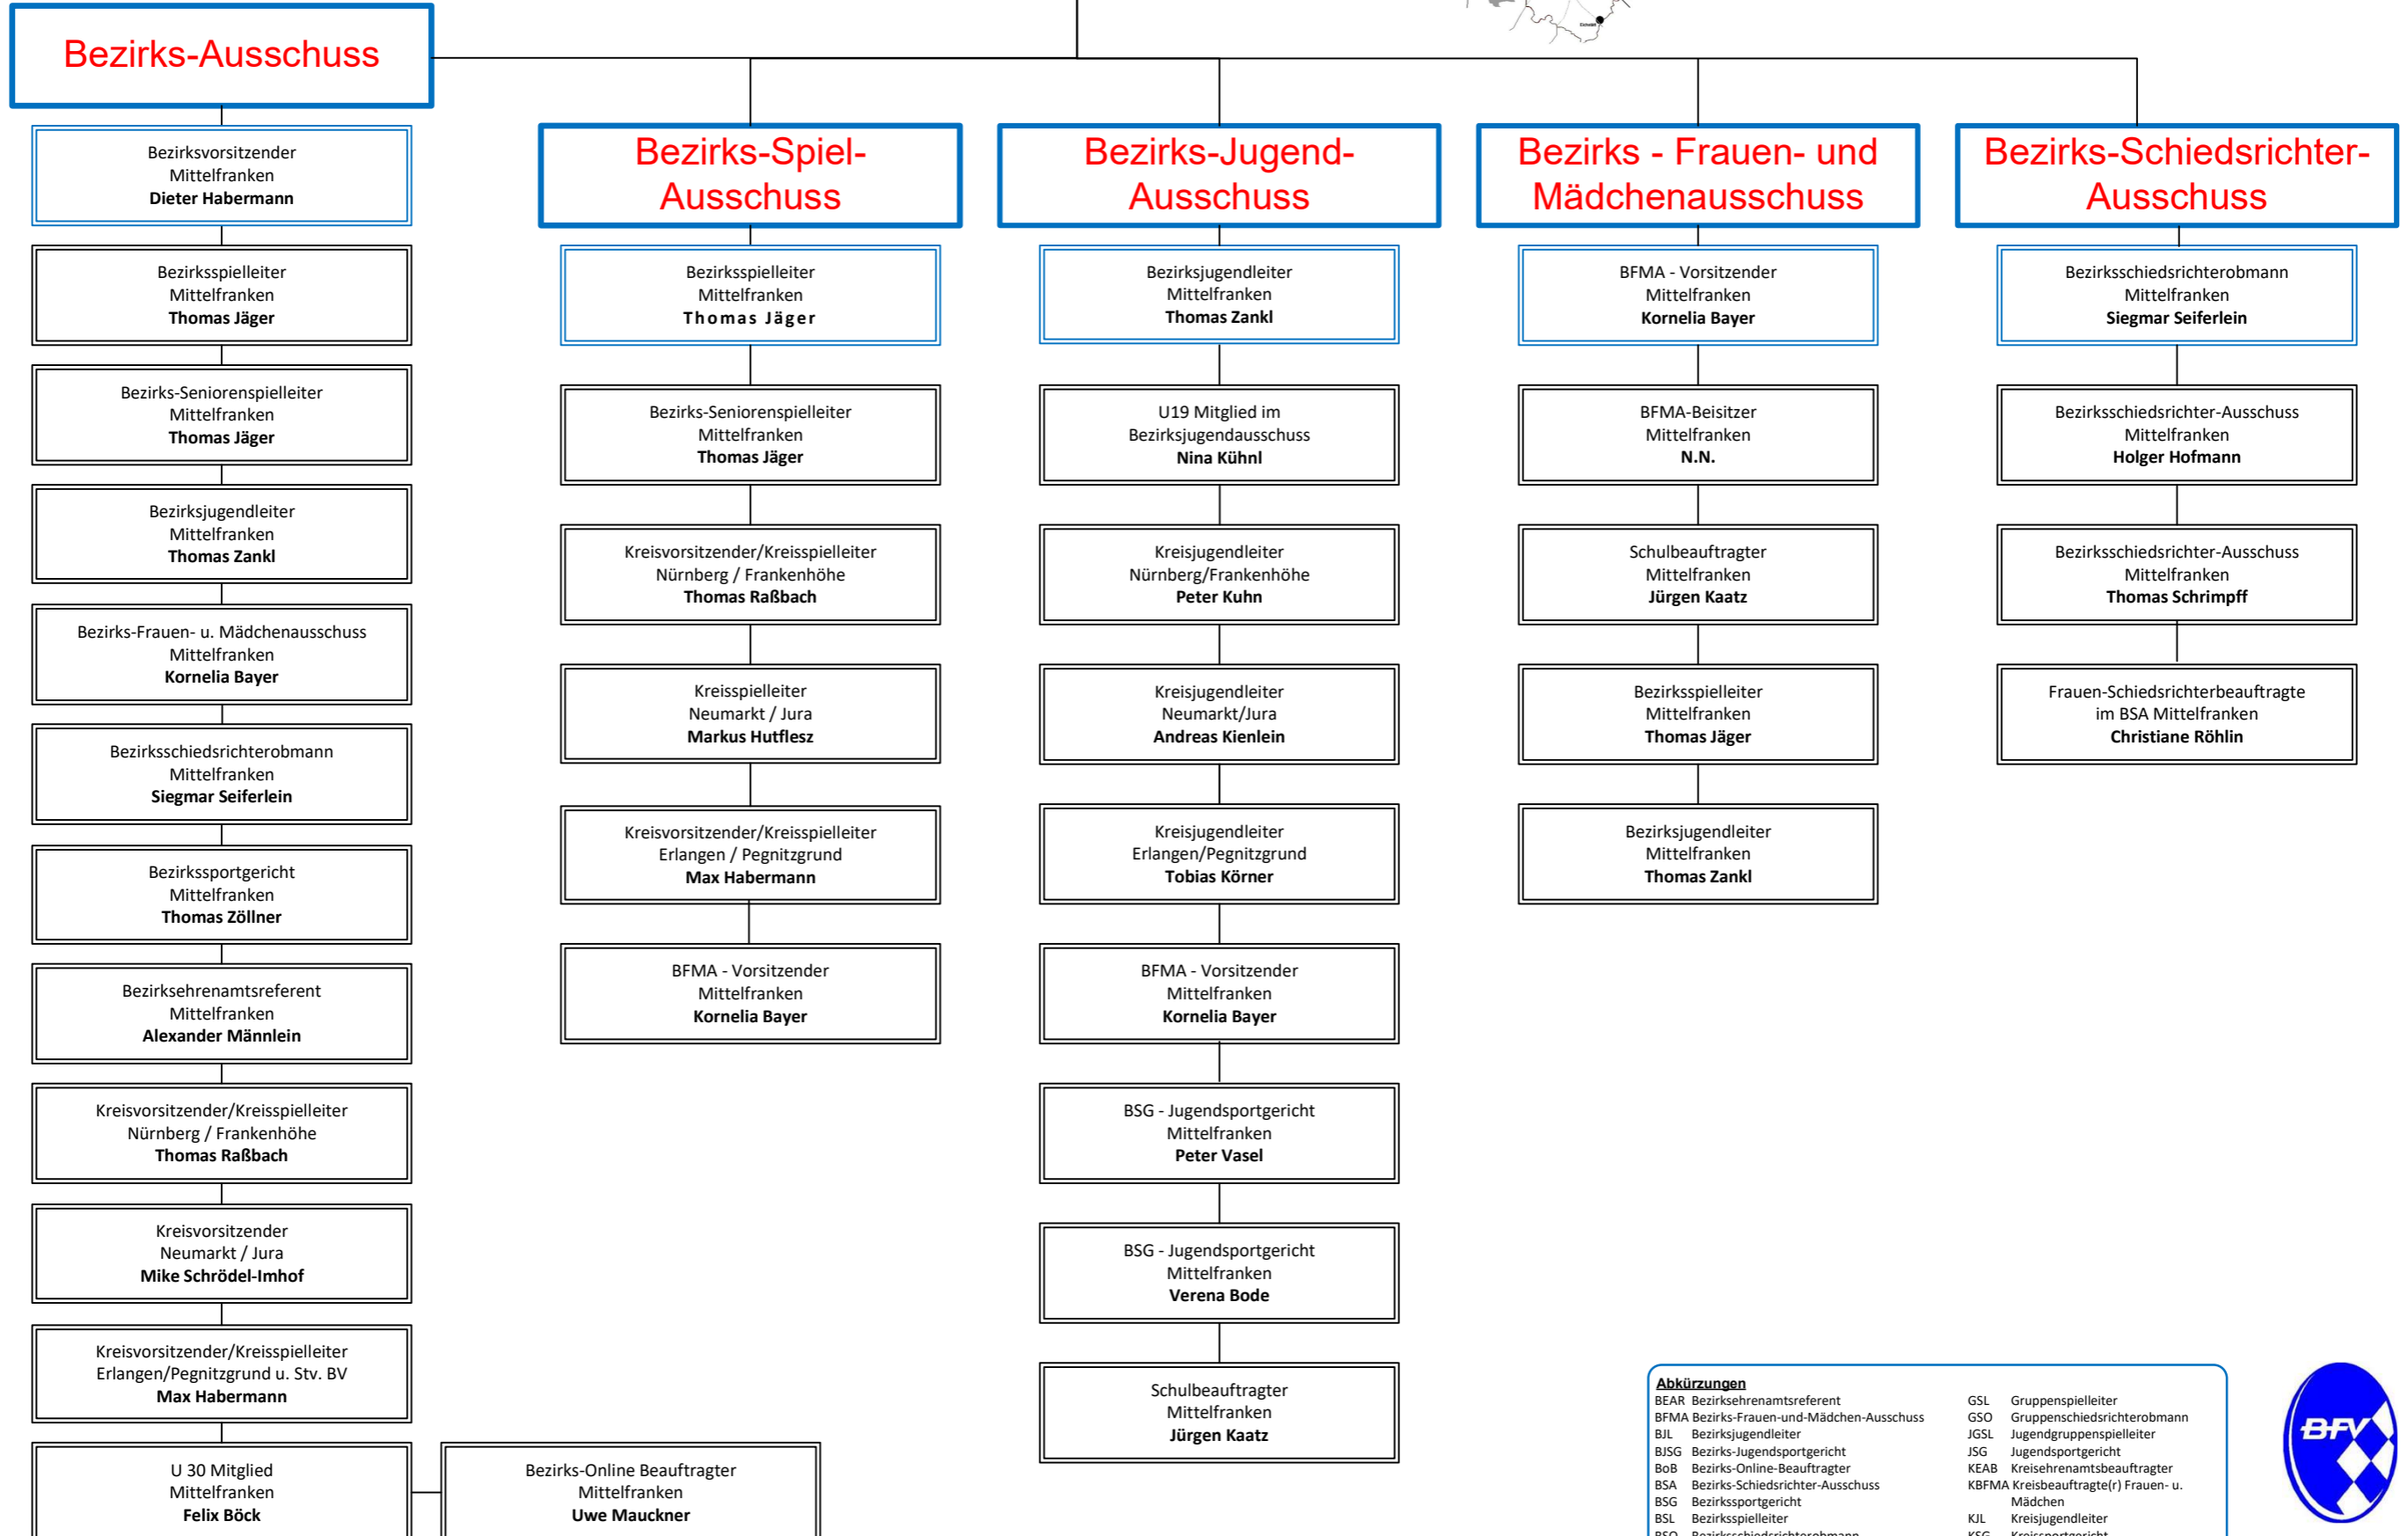 Bezirks-Ausschuss
Bezirksvorsitzender
Mittelfranken
Dieter Habermann
Bezirksspielleiter
Mittelfranken
Thomas Jäger
Bezirks-Seniorenspielleiter
Mittelfranken
Thomas Jäger
Bezirksjugendleiter
Mittelfranken
Thomas Zankl
Bezirks-Frauen- u. Mädchenausschuss
Mittelfranken
Kornelia Bayer
Bezirksschiedsrichterobmann
Mittelfranken
Siegmar Seiferlein
Bezirkssportgericht
Mittelfranken
Thomas Zöllner
Bezirksehrenamtsreferent
Mittelfranken
Alexander Männlein
Kreisvorsitzender/Kreisspielleiter
Nürnberg / Frankenhöhe
Thomas Raßbach
Kreisvorsitzender
Neumarkt / Jura
Mike Schrödel-Imhof
Kreisvorsitzender/Kreisspielleiter
Erlangen/Pegnitzgrund u. Stv. BV
Max Habermann
U 30 Mitglied
Mittelfranken
Felix Böck
Bezirks-Online Beauftragter
Mittelfranken
Uwe Mauckner
Bezirks-Spiel-
Ausschuss
Bezirksspielleiter
Mittelfranken
Thomas Jäger
Bezirks-Seniorenspielleiter
Mittelfranken
Thomas Jäger
Kreisvorsitzender/Kreisspielleiter
Nürnberg / Frankenhöhe
Thomas Raßbach
Kreisspielleiter
Neumarkt / Jura
Markus Hutflesz
Kreisvorsitzender/Kreisspielleiter
Erlangen / Pegnitzgrund
Max Habermann
BFMA - Vorsitzender
Mittelfranken
Kornelia Bayer
Bezirks-Jugend-
Ausschuss
Bezirksjugendleiter
Mittelfranken
Thomas Zankl
U19 Mitglied im
Bezirksjugendausschuss
Nina Kühnl
Kreisjugendleiter
Nürnberg/Frankenhöhe
Peter Kuhn
Kreisjugendleiter
Neumarkt/Jura
Andreas Kienlein
Kreisjugendleiter
Erlangen/Pegnitzgrund
Tobias Körner
BFMA - Vorsitzender
Mittelfranken
Kornelia Bayer
BSG - Jugendsportgericht
Mittelfranken
Peter Vasel
BSG - Jugendsportgericht
Mittelfranken
Verena Bode
Schulbeauftragter
Mittelfranken
Jürgen Kaatz
Bezirks - Frauen- und
Mädchenausschuss
BFMA - Vorsitzender
Mittelfranken
Kornelia Bayer
BFMA-Beisitzer
Mittelfranken
N.N.
Schulbeauftragter
Mittelfranken
Jürgen Kaatz
Bezirksspielleiter
Mittelfranken
Thomas Jäger
Bezirksjugendleiter
Mittelfranken
Thomas Zankl
Bezirks-Schiedsrichter-
Ausschuss
Bezirksschiedsrichterobmann
Mittelfranken
Siegmar Seiferlein
Bezirksschiedsrichter-Ausschuss
Mittelfranken
Holger Hofmann
Bezirksschiedsrichter-Ausschuss
Mittelfranken
Thomas Schrimpff
Frauen-Schiedsrichterbeauftragte
im BSA Mittelfranken
Christiane Röhlin
Abkürzungen
BEAR Bezirksehrenamtsreferent
BFMA Bezirks-Frauen-und-Mädchen-Ausschuss
BJL Bezirksjugendleiter
BJSG Bezirks-Jugendsportgericht
BoB Bezirks-Online-Beauftragter
BSA Bezirks-Schiedsrichter-Ausschuss
BSG Bezirkssportgericht
BSL Bezirksspielleiter
BSO Bezirksschiedsrichterobmann
GSL Gruppenspielleiter
GSO Gruppenschiedsrichterobmann
JGSL Jugendgruppenspielleiter
JSG Jugendsportgericht
KEAB Kreisehrenamtsbeauftragter
KBFMA Kreisbeauftragte(r) Frauen- u.
Mädchen
KJL Kreisjugendleiter
KSG Kreissportgericht
BFV